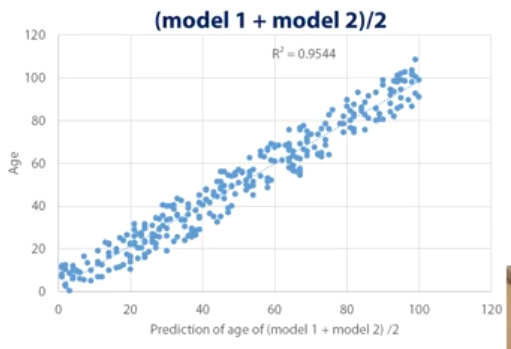 (model 1 + model 2)/2
R² = 0.9544
120
100
80
60
40
20
0
Age
0 20 40 60 80 100 120
Prediction of age of (model 1 + model 2) /2